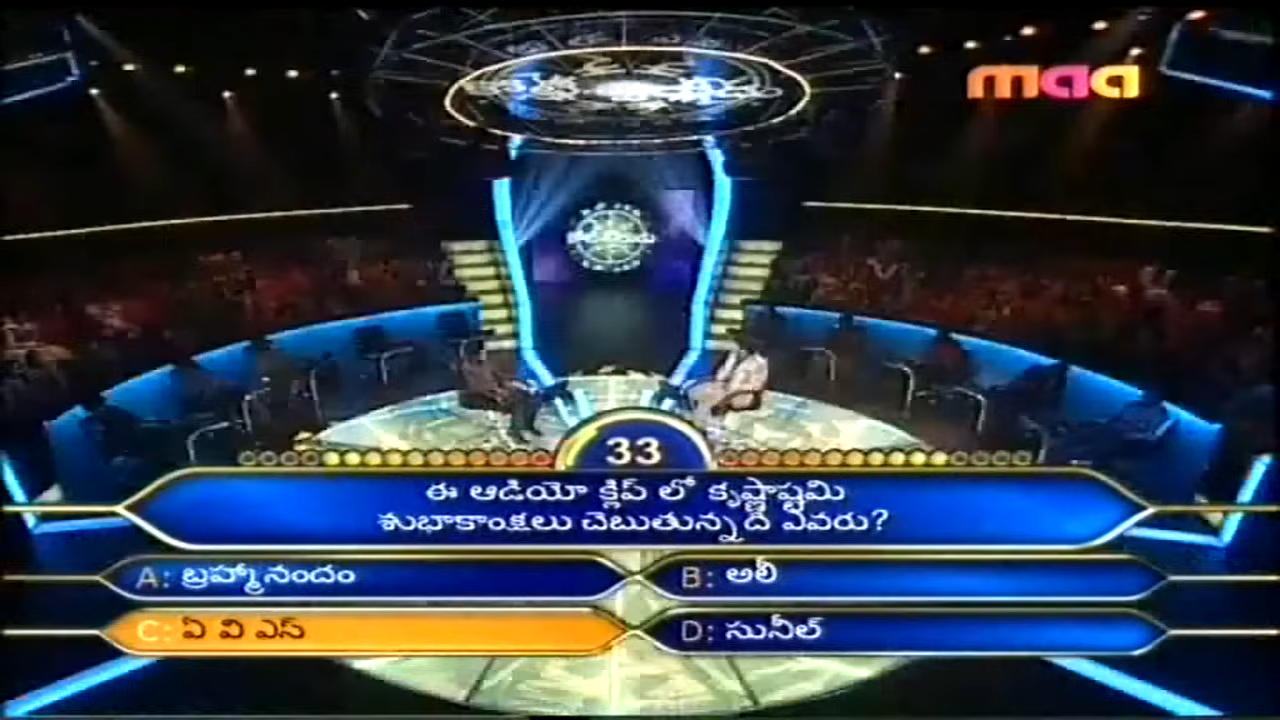 maa
33
ఈ ఆడియో క్లిప్ లో కృష్ణాష్టమి
శుభాకాంక్షలు చెబుతున్నది ఎవరు?
A: బ్రహ్మానందం
B: అలీ
C: ఏ వి ఎస్
D: సునీల్